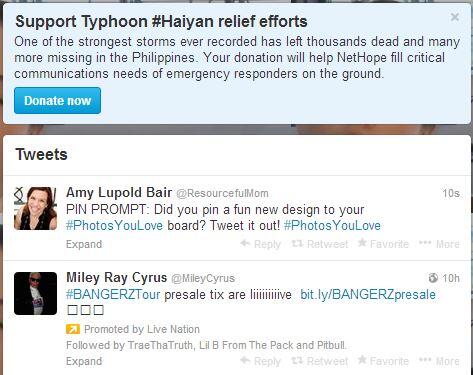 Support Typhoon #Haiyan relief efforts
One of the strongest storms ever recorded has left thousands dead and many
more missing in the Philippines. Your donation will help NetHope fill critical
communications needs of emergency responders on the ground.
Donate now
Tweets
Amy Lupold Bair @ResourcefulMom 10s
PIN PROMPT: Did you pin a fun new design to your
#PhotosYouLove board? Tweet it out! #PhotosYouLove
Expand Reply Retweet Favorite More
Miley Ray Cyrus @MileyCyrus 10h
#BANGERZTour presale tix are liiiiiiiiive bit.ly/BANGERZpresale
Promoted by Live Nation
Followed by TraeThaTruth, Lil B From The Pack and Pitbull.
Expand Reply Retweet Favorite More